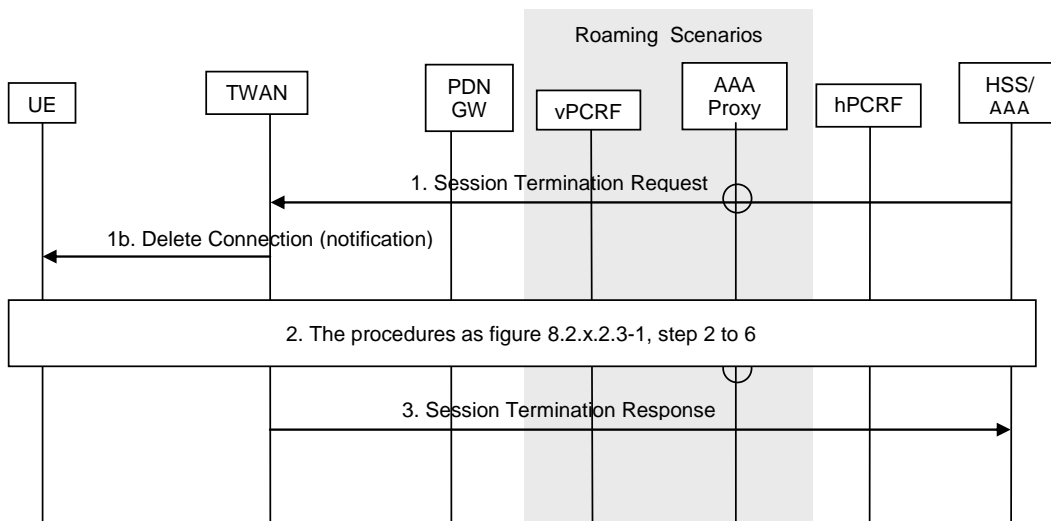 Roaming Scenarios
UE
TWAN
PDN
GW
vPCRF
AAA
Proxy
hPCRF
HSS/
AAA
1. Session Termination Request
1b. Delete Connection (notification)
2. The procedures as figure 8.2.x.2.3-1, step 2 to 6
3. Session Termination Response